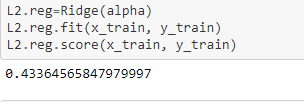 L2.reg=Ridge(alpha)
L2.reg.fit(x_train, y_train)
L2.reg.score(x_train, y_train)
0.43364565847979997